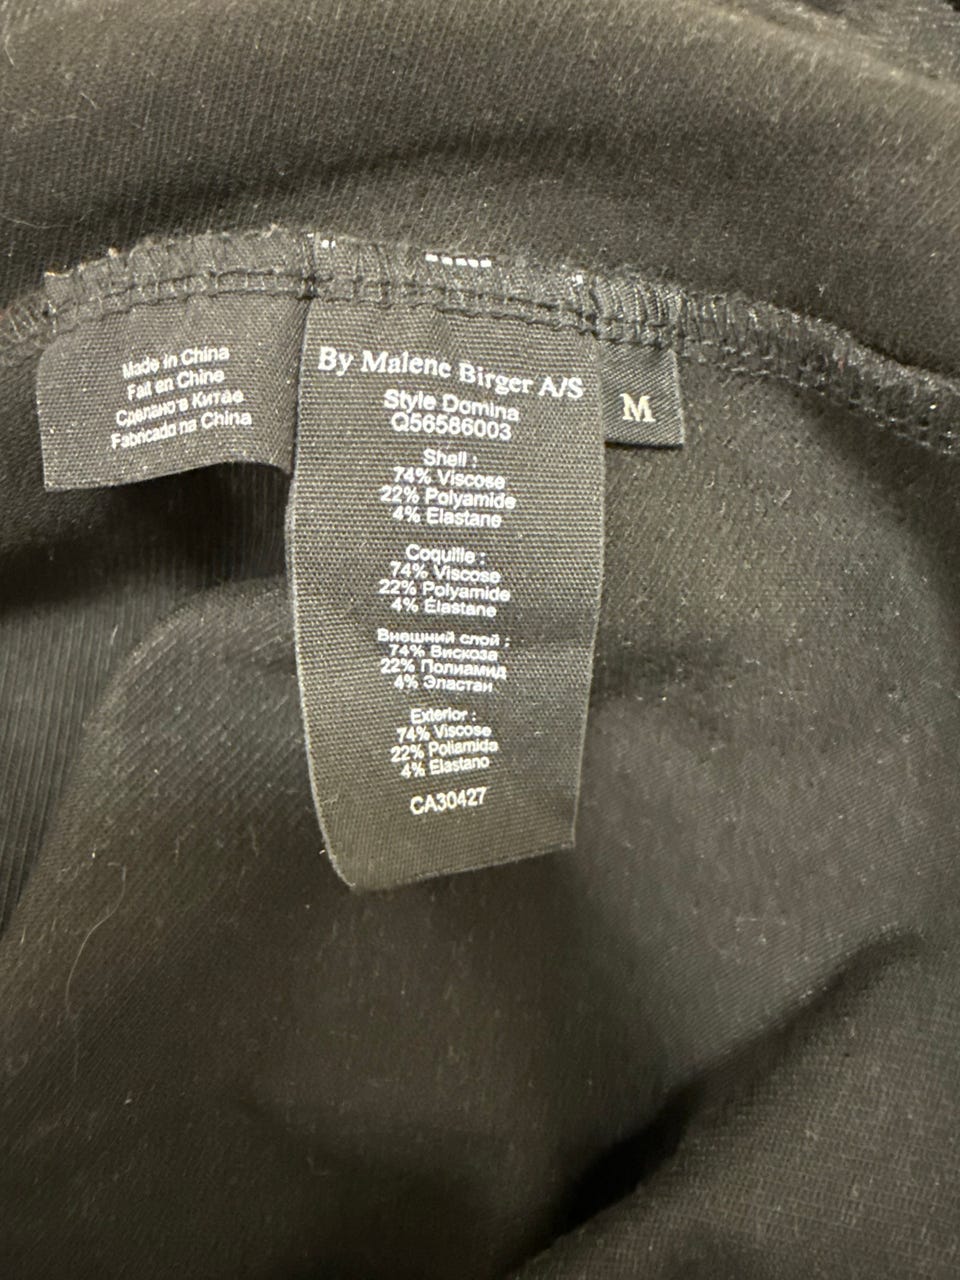 Made in China
Fait en Chine
Сделано в Китае
Fabricado na China
By Malene Birger A/S
Style Domina
Q56586003
Shell :
74% Viscose
22% Polyamide
4% Elastane
Coquille :
74% Viscose
22% Polyamide
4% Élastane
Внешний слой :
74% Вискоза
22% Полиамид
4% Эластан
Exterior :
74% Viscose
22% Poliamida
4% Elastano
CA30427
M